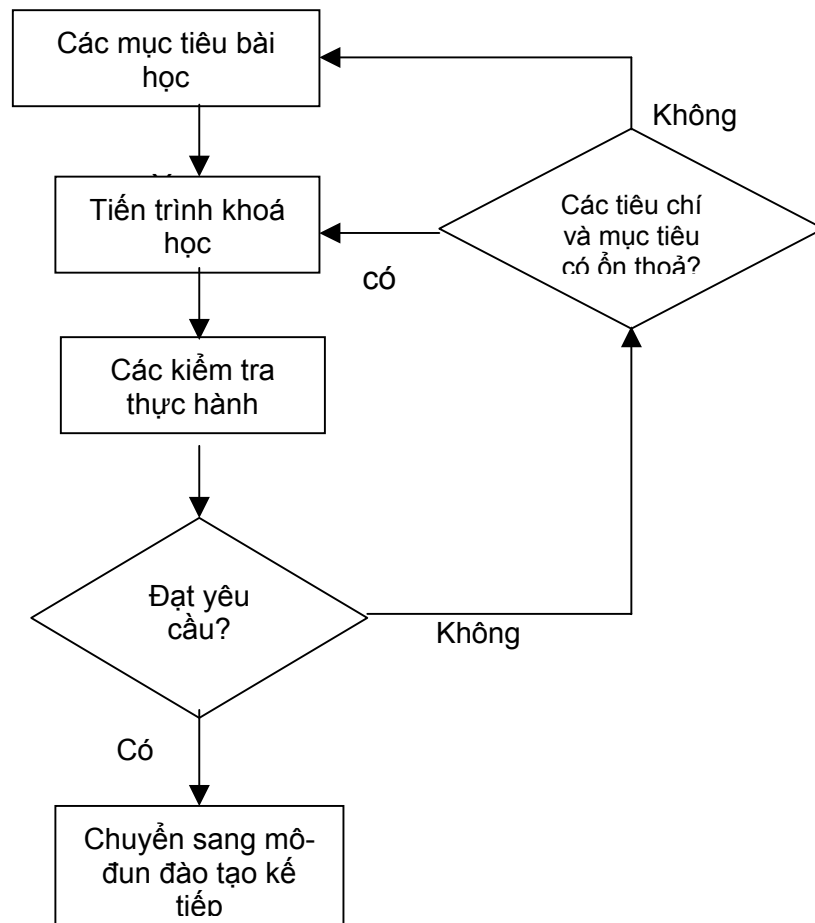 Các mục tiêu bài
học
Không
Tiến trình khoá
học
Các tiêu chí
và mục tiêu
có ổn thoả?
có
Các kiểm tra
thực hành
Đạt yêu
cầu?
Không
Có
Chuyển sang mô-
đun đào tạo kế
tiếp